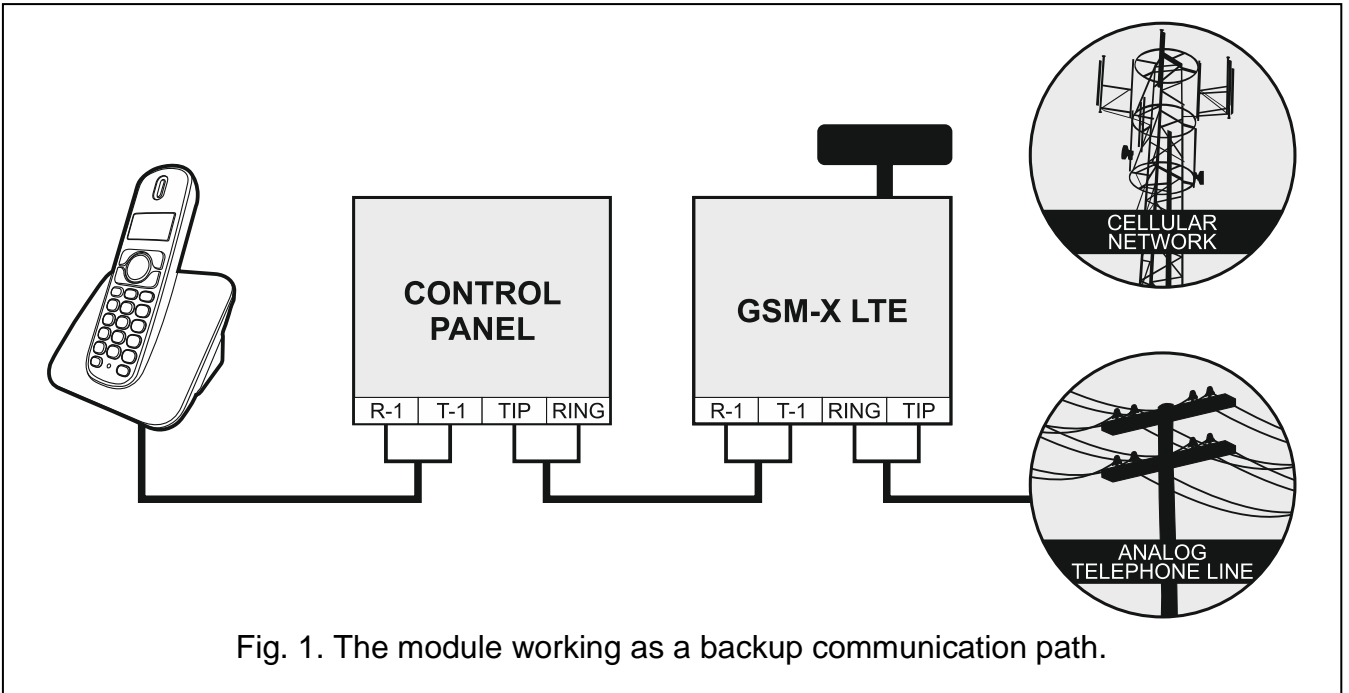 CELLULAR
NETWORK
CONTROL
PANEL
GSM-X LTE
R-1 T-1 TIP RING
R-1 T-1 RING TIP
ANALOG
TELEPHONE LINE
Fig. 1. The module working as a backup communication path.